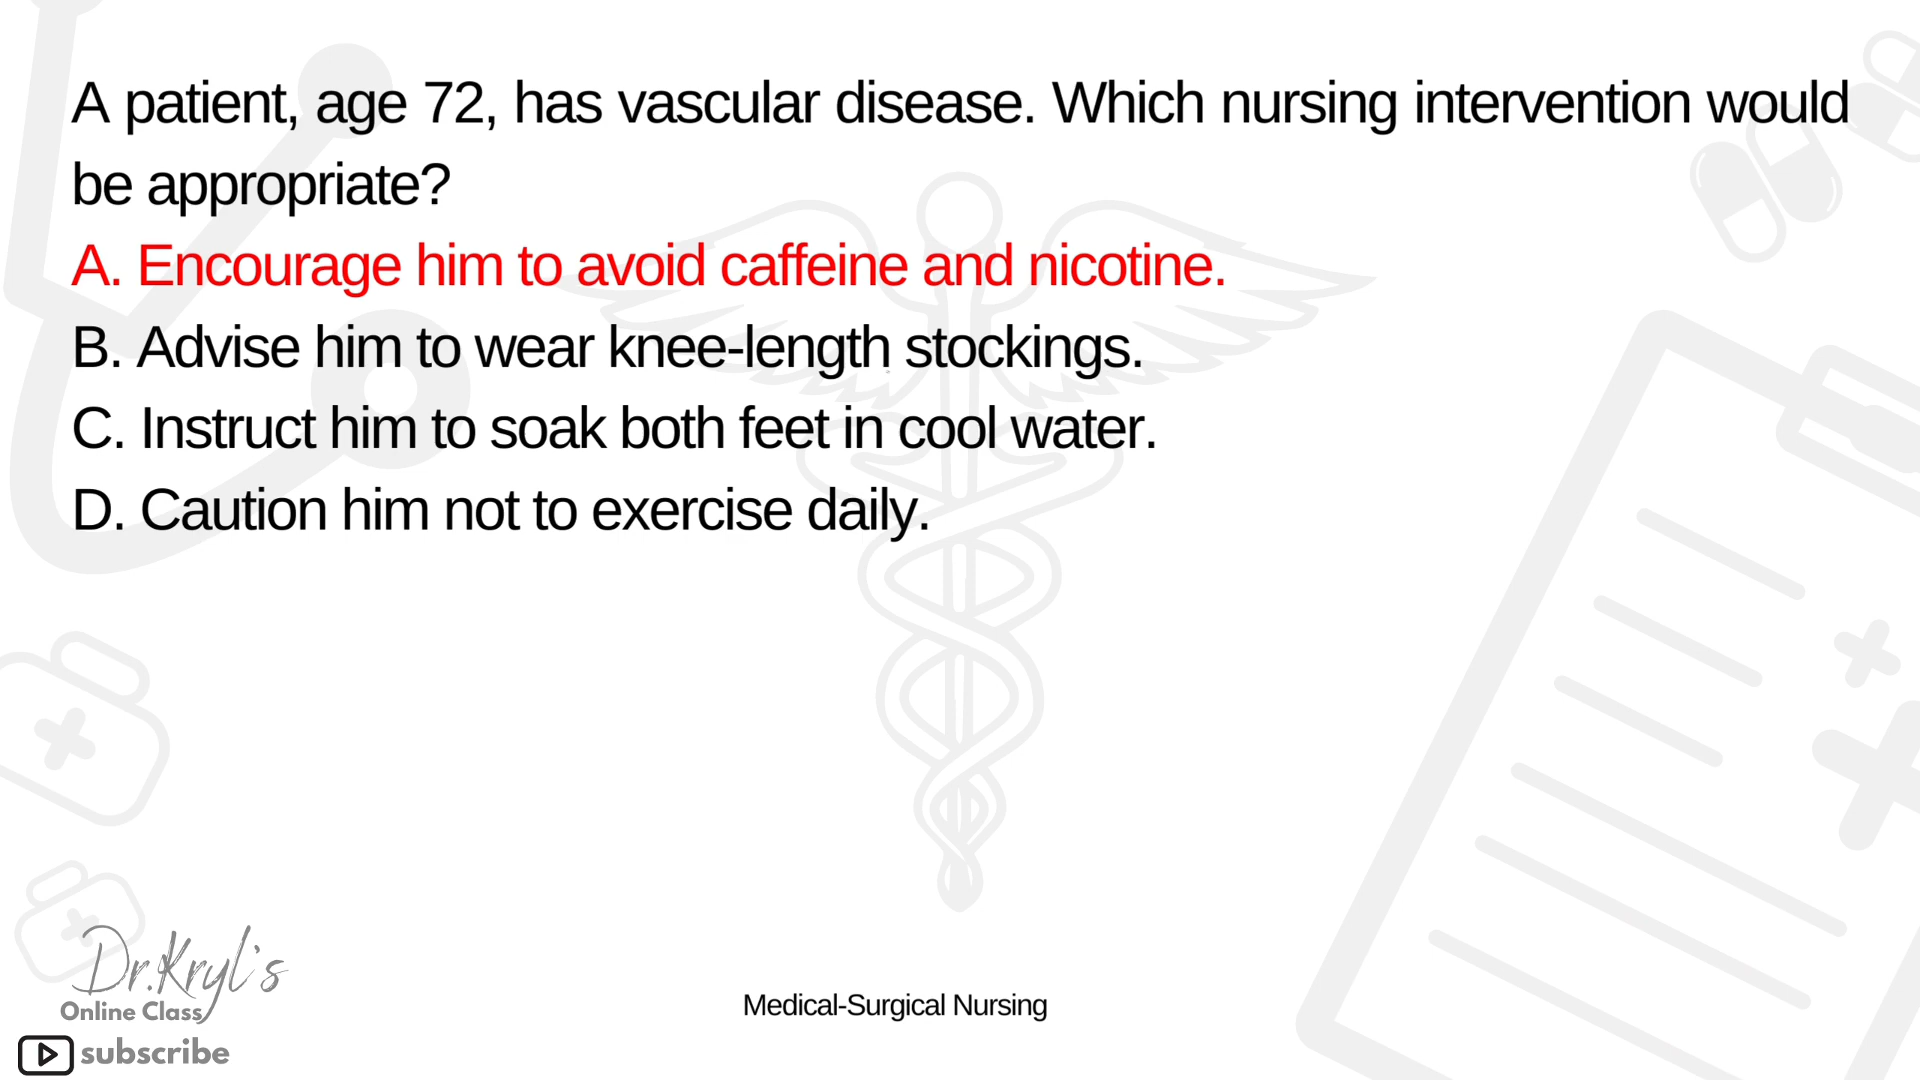 A patient, age 72, has vascular disease. Which nursing intervention would
be appropriate?
A. Encourage him to avoid caffeine and nicotine.
B. Advise him to wear knee-length stockings.
C. Instruct him to soak both feet in cool water.
D. Caution him not to exercise daily.
Dr.Kryl's
Online Class
subscribe
Medical-Surgical Nursing